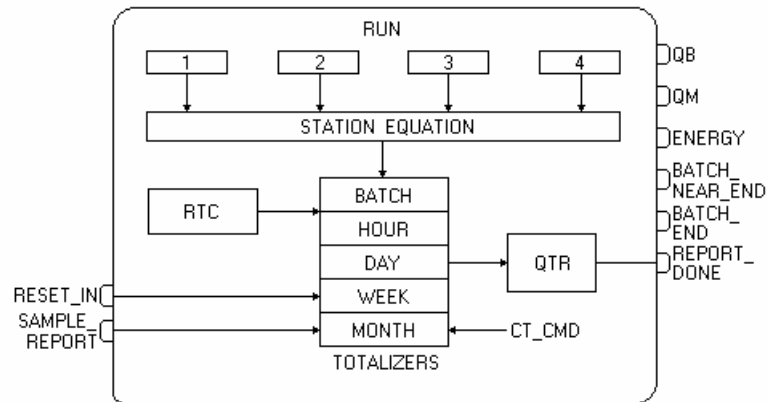 RUN
1 2 3 4
QB
QM
STATION EQUATION
ENERGY
BATCH_
NEAR_END
BATCH
RTC
HOUR
BATCH_
END
DAY
QTR
REPORT_
DONE
RESET_IN
WEEK
SAMPLE_
REPORT
MONTH
CT_CMD
TOTALIZERS